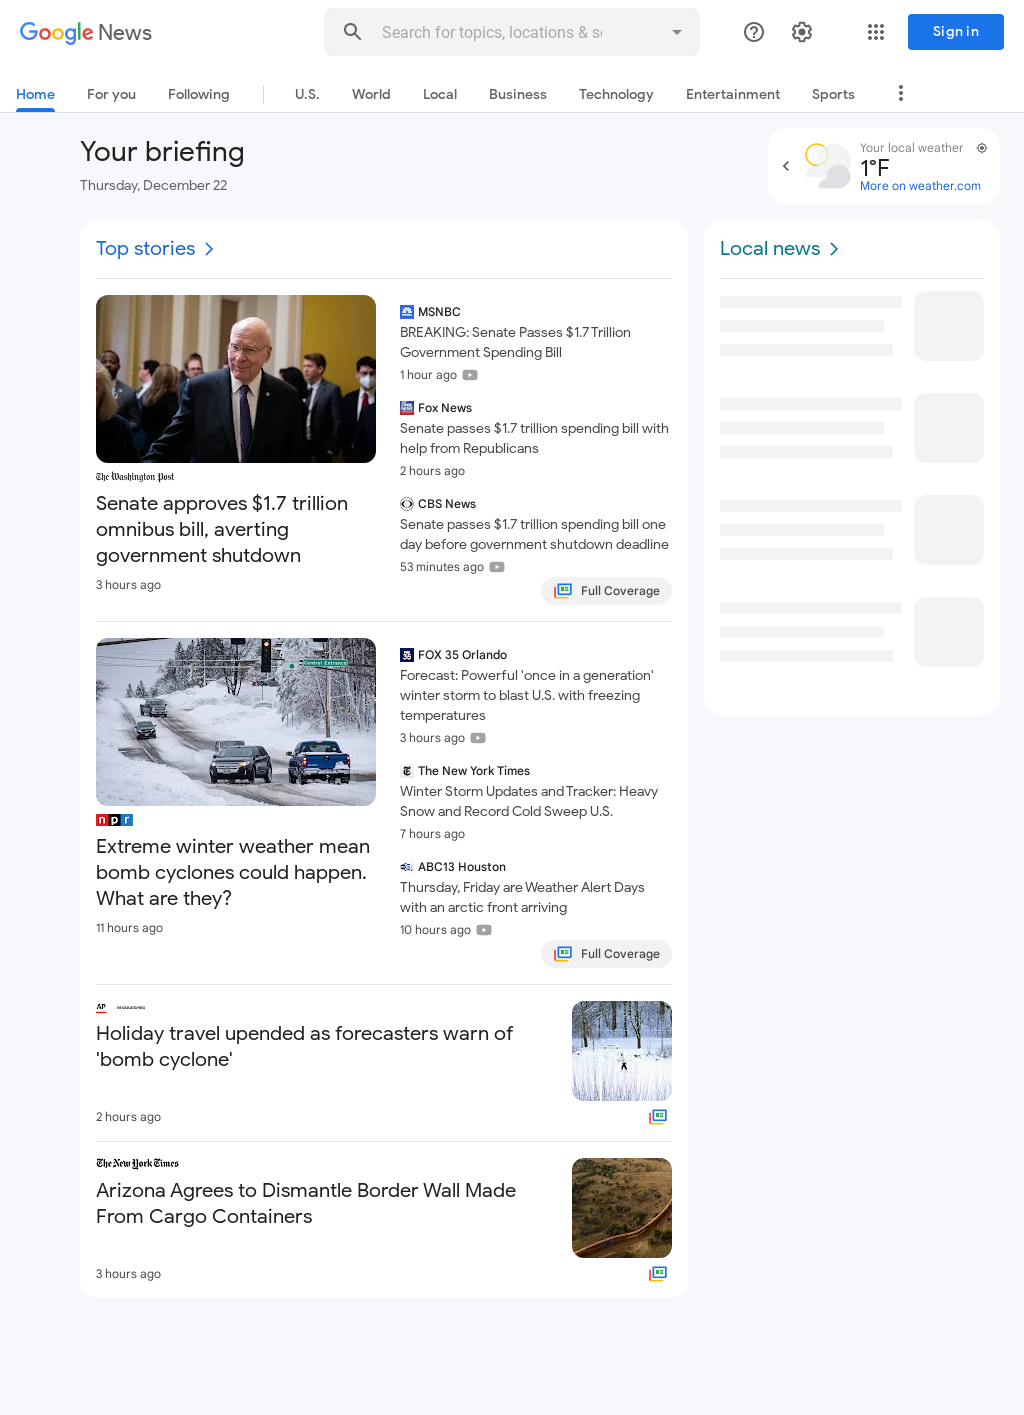 Google News
Search for topics, locations & so
Sign in
Home
For you
Following
U.S.
World
Local
Business
Technology
Entertainment
Sports
Your briefing
Thursday, December 22
Your local weather
1°F
More on weather.com
Top stories
The Washington Post
Senate approves $1.7 trillion
omnibus bill, averting
government shutdown
3 hours ago
MSNBC
BREAKING: Senate Passes $1.7 Trillion
Government Spending Bill
1 hour ago
Fox News
Senate passes $1.7 trillion spending bill with
help from Republicans
2 hours ago
CBS News
Senate passes $1.7 trillion spending bill one
day before government shutdown deadline
53 minutes ago
Full Coverage
Central Entrance
npr
Extreme winter weather mean
bomb cyclones could happen.
What are they?
11 hours ago
FOX 35 Orlando
Forecast: Powerful 'once in a generation'
winter storm to blast U.S. with freezing
temperatures
3 hours ago
The New York Times
Winter Storm Updates and Tracker: Heavy
Snow and Record Cold Sweep U.S.
7 hours ago
ABC13 Houston
Thursday, Friday are Weather Alert Days
with an arctic front arriving
10 hours ago
Full Coverage
AP
Holiday travel upended as forecasters warn of
'bomb cyclone'
2 hours ago
The New York Times
Arizona Agrees to Dismantle Border Wall Made
From Cargo Containers
3 hours ago
Local news